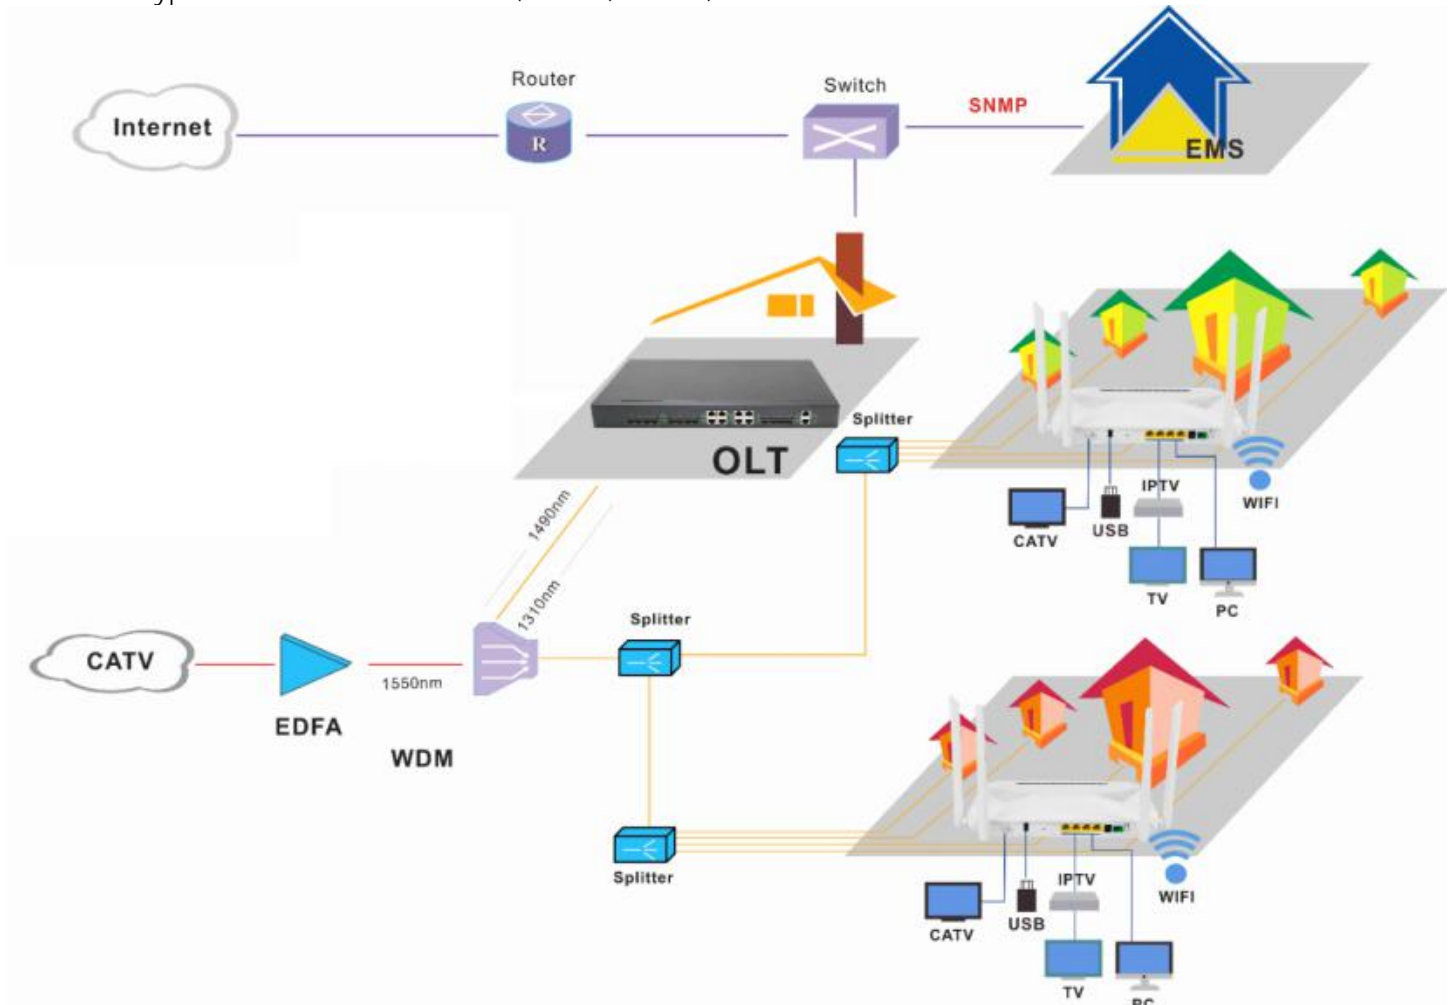 Router
Switch
SNMP
Internet
R
EMS
Splitter
OLT
IPTV
WIFI
1490nm
USB
CATV
TV
PC
1310nm
Splitter
CATV
1550nm
EDFA
WDM
Splitter
IPTV
WIFI
USB
CATV
TV
PC